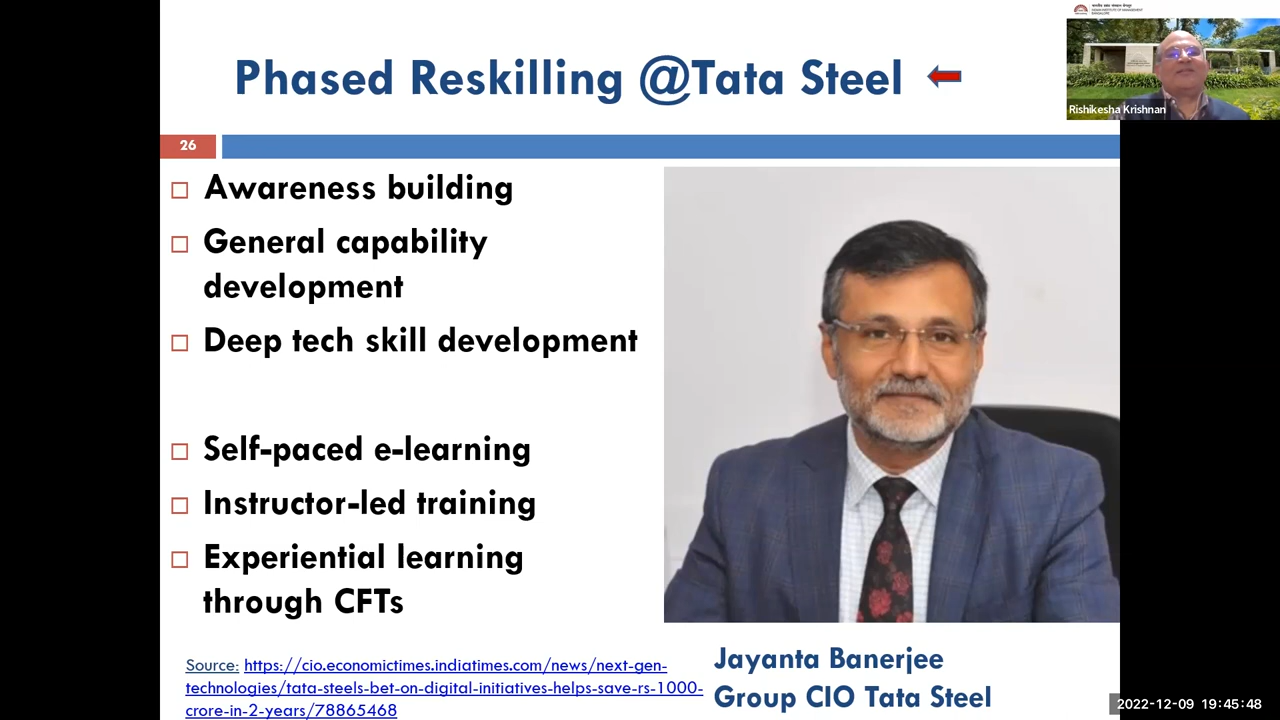 Phased Reskilling @Tata Steel
26
Awareness building
General capability
development
Deep tech skill development
Self-paced e-learning
Instructor-led training
Experiential learning
through CFTs
Source: https://cio.economictimes.indiatimes.com/news/next-gen-
technologies/tata-steels-bet-on-digital-initiatives-helps-save-rs-1000-
crore-in-2-years/78865468
Jayanta Banerjee
Group CIO Tata Steel
Rishikesha Krishnan
2022-12-09 19:45:48